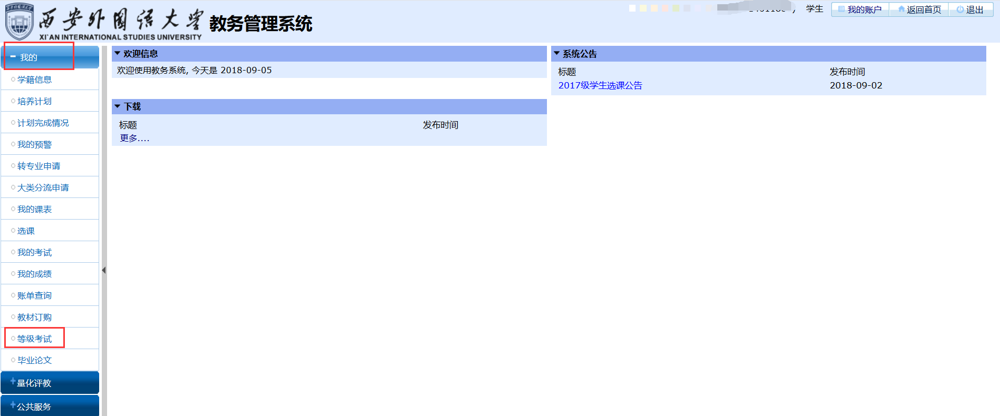 西安外国语大学
XI'AN INTERNATIONAL STUDIES UNIVERSITY
教务管理系统
学生
我的账户
返回首页
退出
我的
学籍信息
培养计划
计划完成情况
我的预警
转专业申请
大类分流申请
我的课表
选课
我的考试
我的成绩
账单查询
教材订购
等级考试
毕业论文
量化评教
公共服务
欢迎信息
欢迎使用教务系统, 今天是 2018-09-05
下载
标题 发布时间
更多....
系统公告
标题 发布时间
2017级学生选课公告 2018-09-02